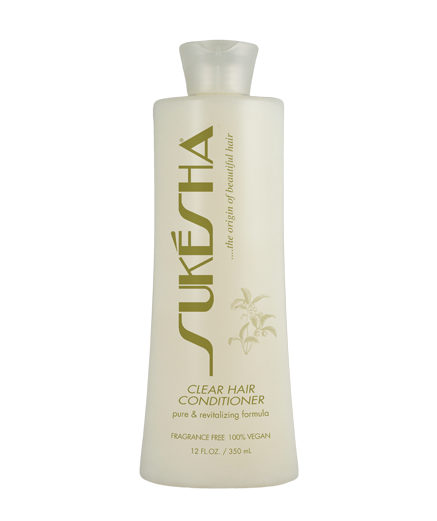 SUKÉSHA®
....the origin of beautiful hair
CLEAR HAIR
CONDITIONER
pure & revitalizing formula
FRAGRANCE FREE 100% VEGAN
12 FL.OZ. / 350 mL